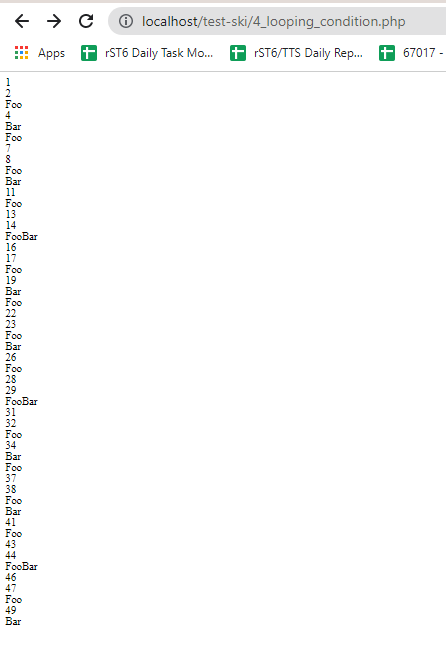 localhost/test-ski/4_looping_condition.php
Apps rST6 Daily Task Mo... rST6/TTS Daily Rep... 67017 -
1
2
Foo
4
Bar
Foo
7
8
Foo
Bar
11
Foo
13
14
FooBar
16
17
Foo
19
Bar
Foo
22
23
Foo
Bar
26
Foo
28
29
FooBar
31
32
Foo
34
Bar
Foo
37
38
Foo
Bar
41
Foo
43
44
FooBar
46
47
Foo
49
Bar